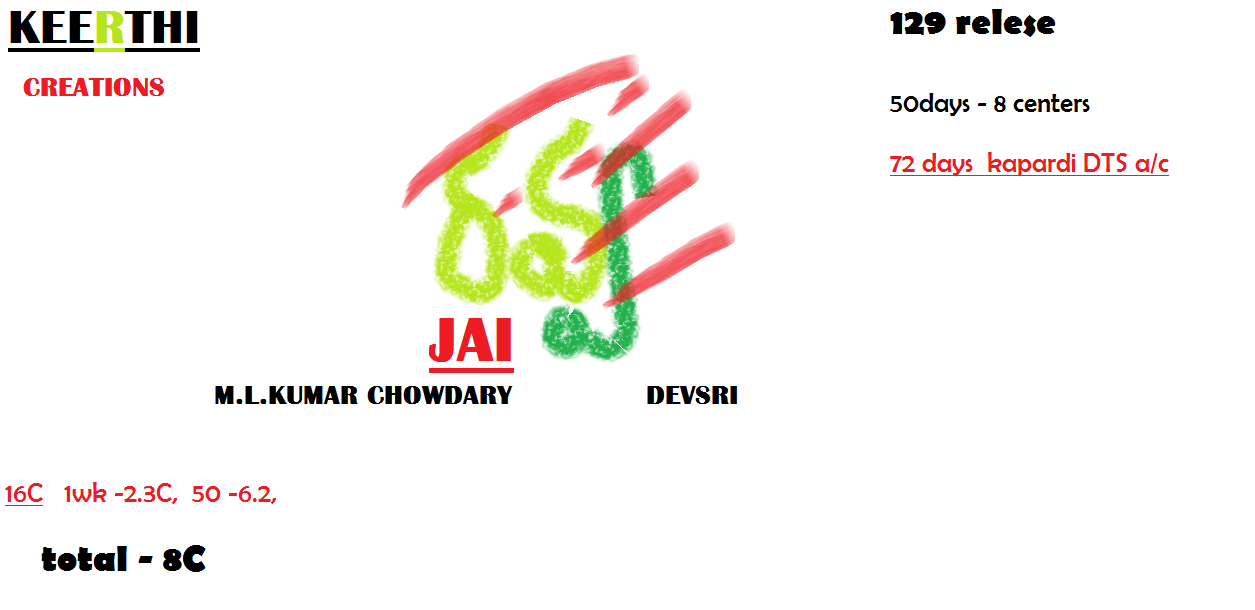 KEERTHI
CREATIONS
129 relese
50days - 8 centers
72 days kapardi DTS a/c
JAI
M.L.KUMAR CHOWDARY DEVSRI
16C 1wk -2.3C, 50 -6.2,
total - 8C